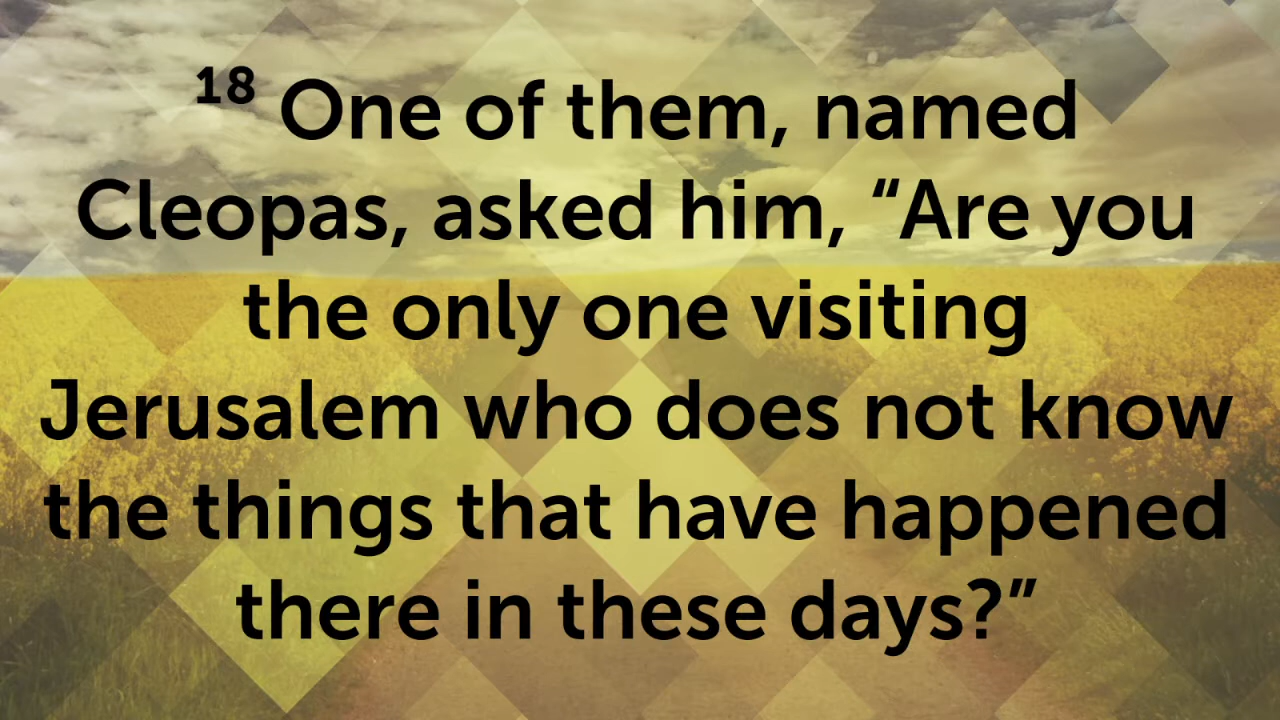 18 One of them, named
Cleopas, asked him, “Are you
the only one visiting
Jerusalem who does not know
the things that have happened
there in these days?”